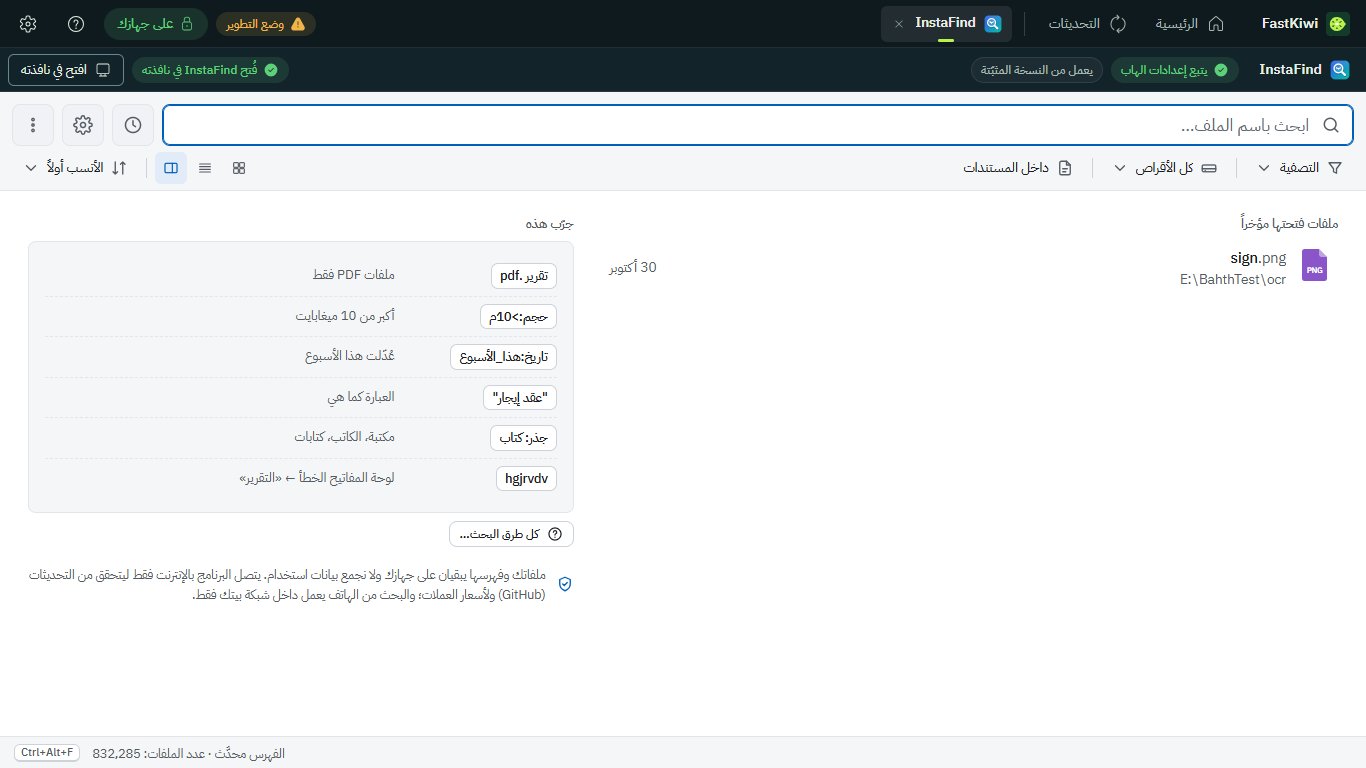 FastKiwi
الرئيسية
التحديثات
InstaFind
وضع التطوير
على جهازك
InstaFind
يتبع إعدادات الهاب
يعمل من النسخة المثبّتة
فُتح InstaFind في نافذته
افتح في نافذته
ابحث باسم الملف...
التصفية
كل الأقراص
داخل المستندات
الأنسب أولاً
ملفات فتحتها مؤخراً
sign.png
E:\BahthTest\ocr
30 أكتوبر
PNG
جرّب هذه
تقرير .pdf ملفات PDF فقط
حجم:>10م أكبر من 10 ميغابايت
تاريخ:هذا_الأسبوع عُدّلت هذا الأسبوع
"عقد إيجار" العبارة كما هي
جذر:كتاب مكتبة، الكاتب، كتابات
hgjrvdv لوحة المفاتيح الخطأ ← «التقرير»
كل طرق البحث...
ملفاتك وفهرسها يبقيان على جهازك ولا نجمع بيانات استخدام. يتصل البرنامج بالإنترنت فقط ليتحقق من التحديثات
(GitHub) ولأسعار العملات؛ والبحث من الهاتف يعمل داخل شبكة بيتك فقط.
الفهرس محدَّث · عدد الملفات: 832,285
Ctrl+Alt+F